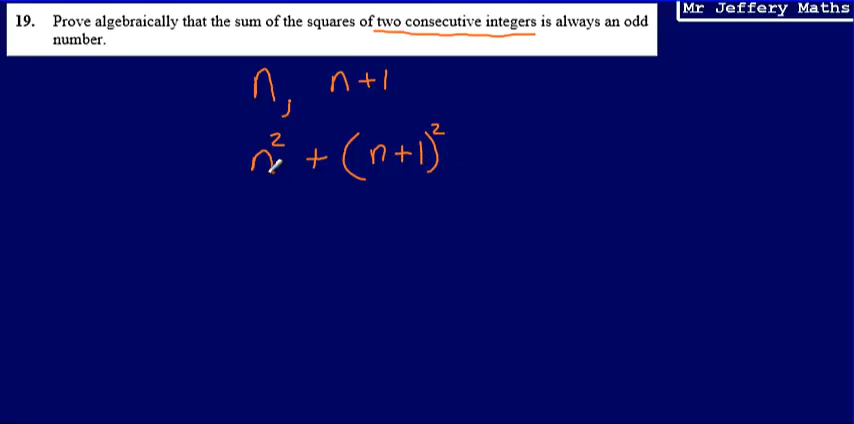 Mr Jeffery Maths
19. Prove algebraically that the sum of the squares of two consecutive integers is always an odd
number.
n, n+1
n² + (n+1)²